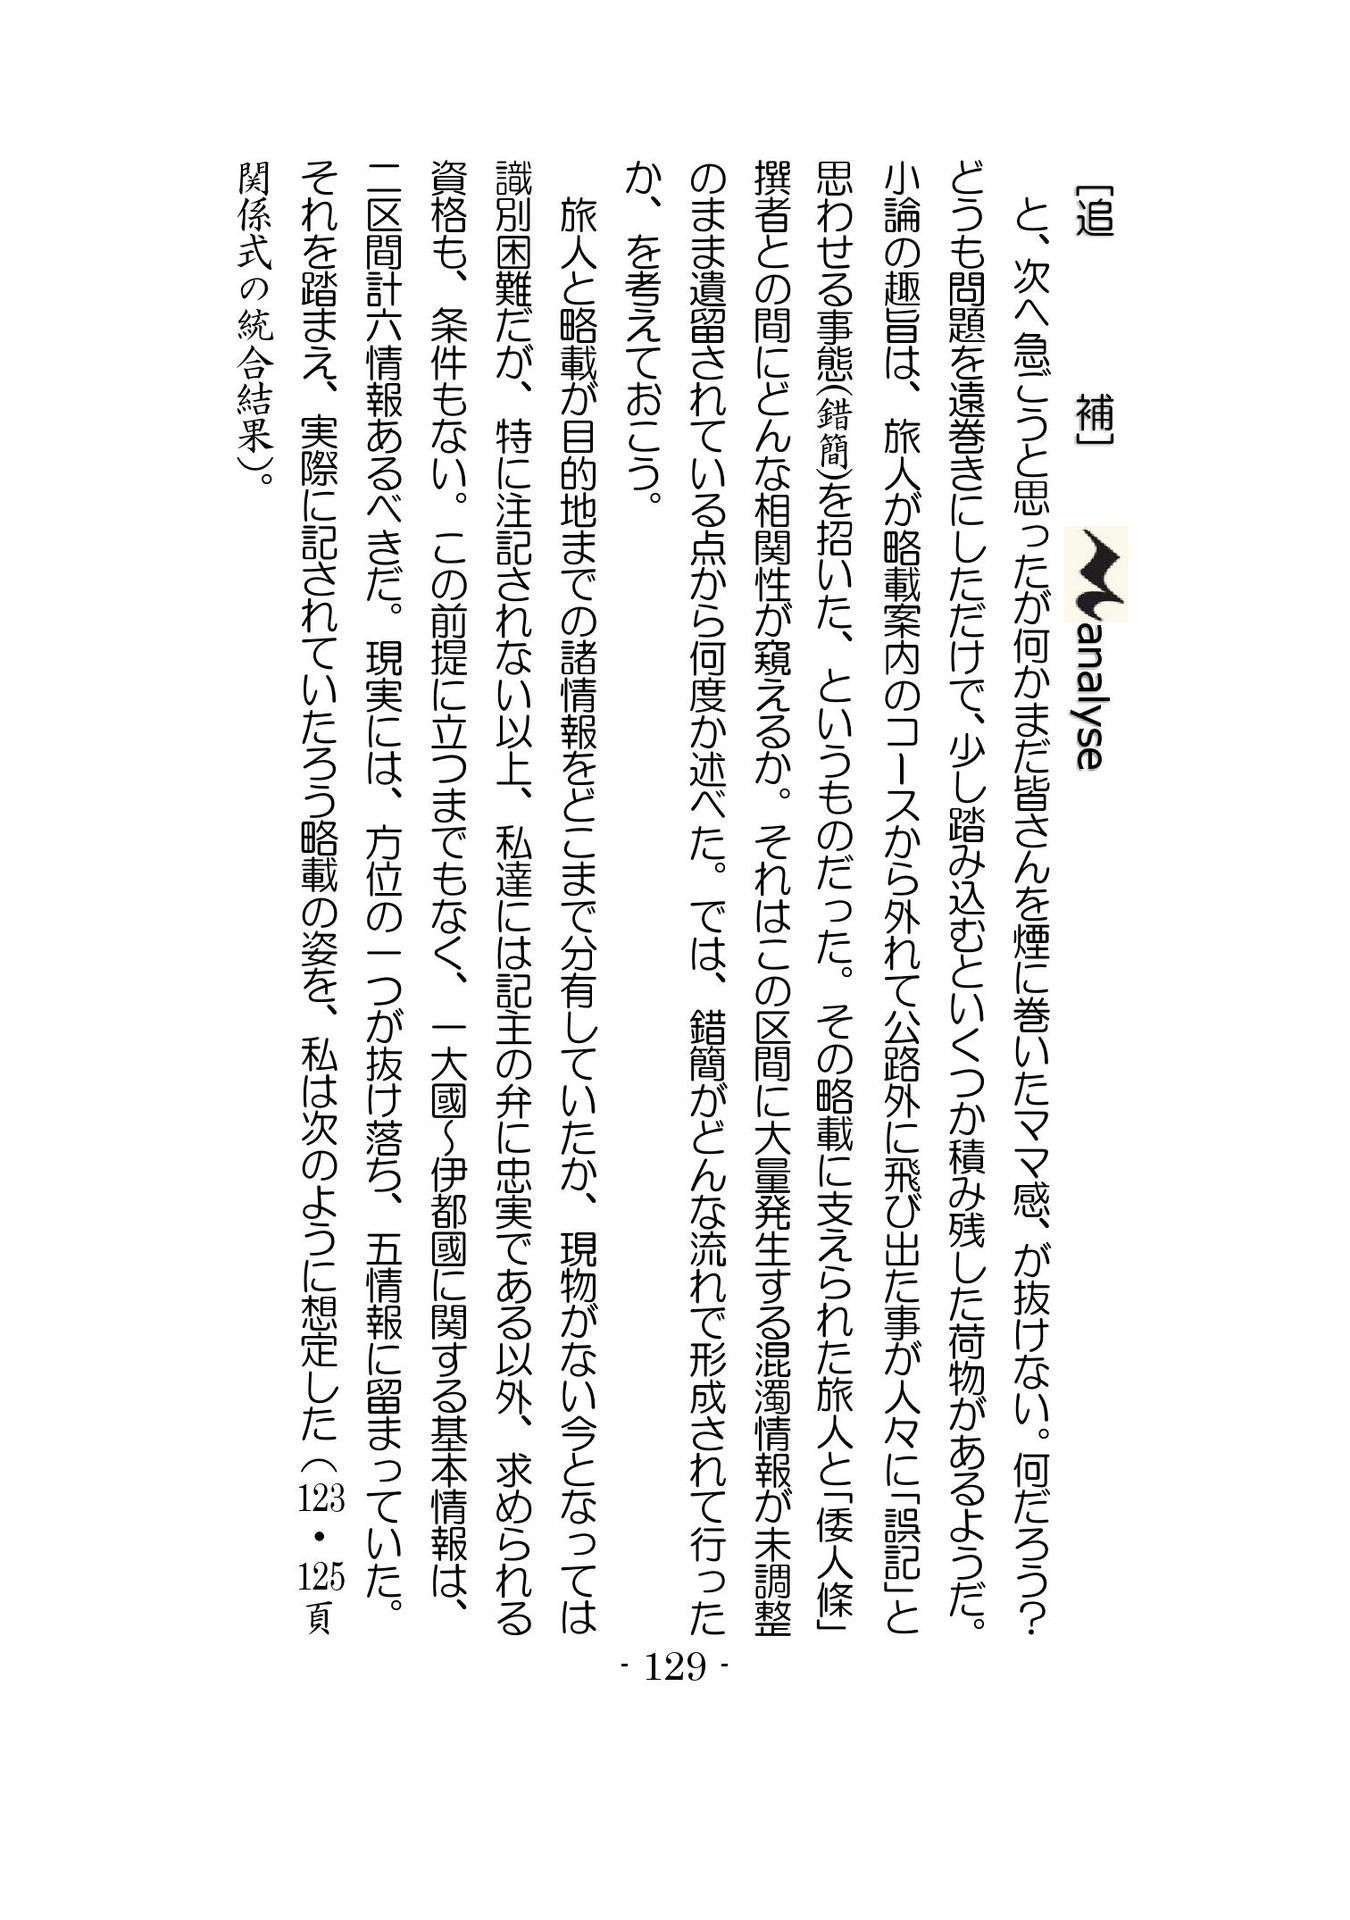 ［追　　補］ analyse
と、次へ急ごうと思ったが何かまだ皆さんを煙に巻いたママ感、が抜けない。何だろう？
どうも問題を遠巻きにしただけで、少し踏み込むといくつか積み残した荷物があるようだ。
小論の趣旨は、旅人が略載案内のコースから外れて公路外に飛び出た事が人々に「誤記」と
思わせる事態（錯簡）を招いた、というものだった。その略載に支えられた旅人と「倭人條」
撰者との間にどんな相関性が窺えるか。それはこの区間に大量発生する混濁情報が未調整
のまま遺留されている点から何度か述べた。では、錯簡がどんな流れで形成されて行った
か、を考えておこう。
旅人と略載が目的地までの諸情報をどこまで分有していたか、現物がない今となっては
識別困難だが、特に注記されない以上、私達には記主の弁に忠実である以外、求められる
資格も、条件もない。この前提に立つまでもなく、一大國～伊都國に関する基本情報は、
二区間計六情報あるべきだ。現実には、方位の一つが抜け落ち、五情報に留まっていた。
それを踏まえ、実際に記されていたろう略載の姿を、私は次のように想定した（123・125頁
関係式の統合結果）。
- 129 -